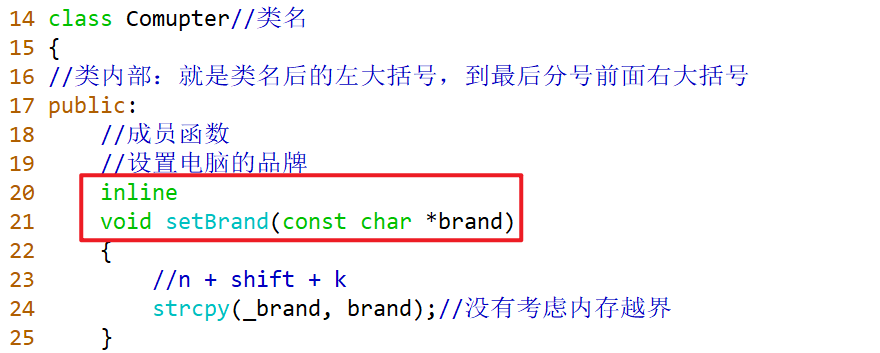 14 class Comupter//类名
15 {
16 //类内部：就是类名后的左大括号，到最后分号前面右大括号
17 public:
18     //成员函数
19     //设置电脑的品牌
20     inline
21     void setBrand(const char *brand)
22     {
23         //n + shift + k
24         strcpy(_brand, brand);//没有考虑内存越界
25     }